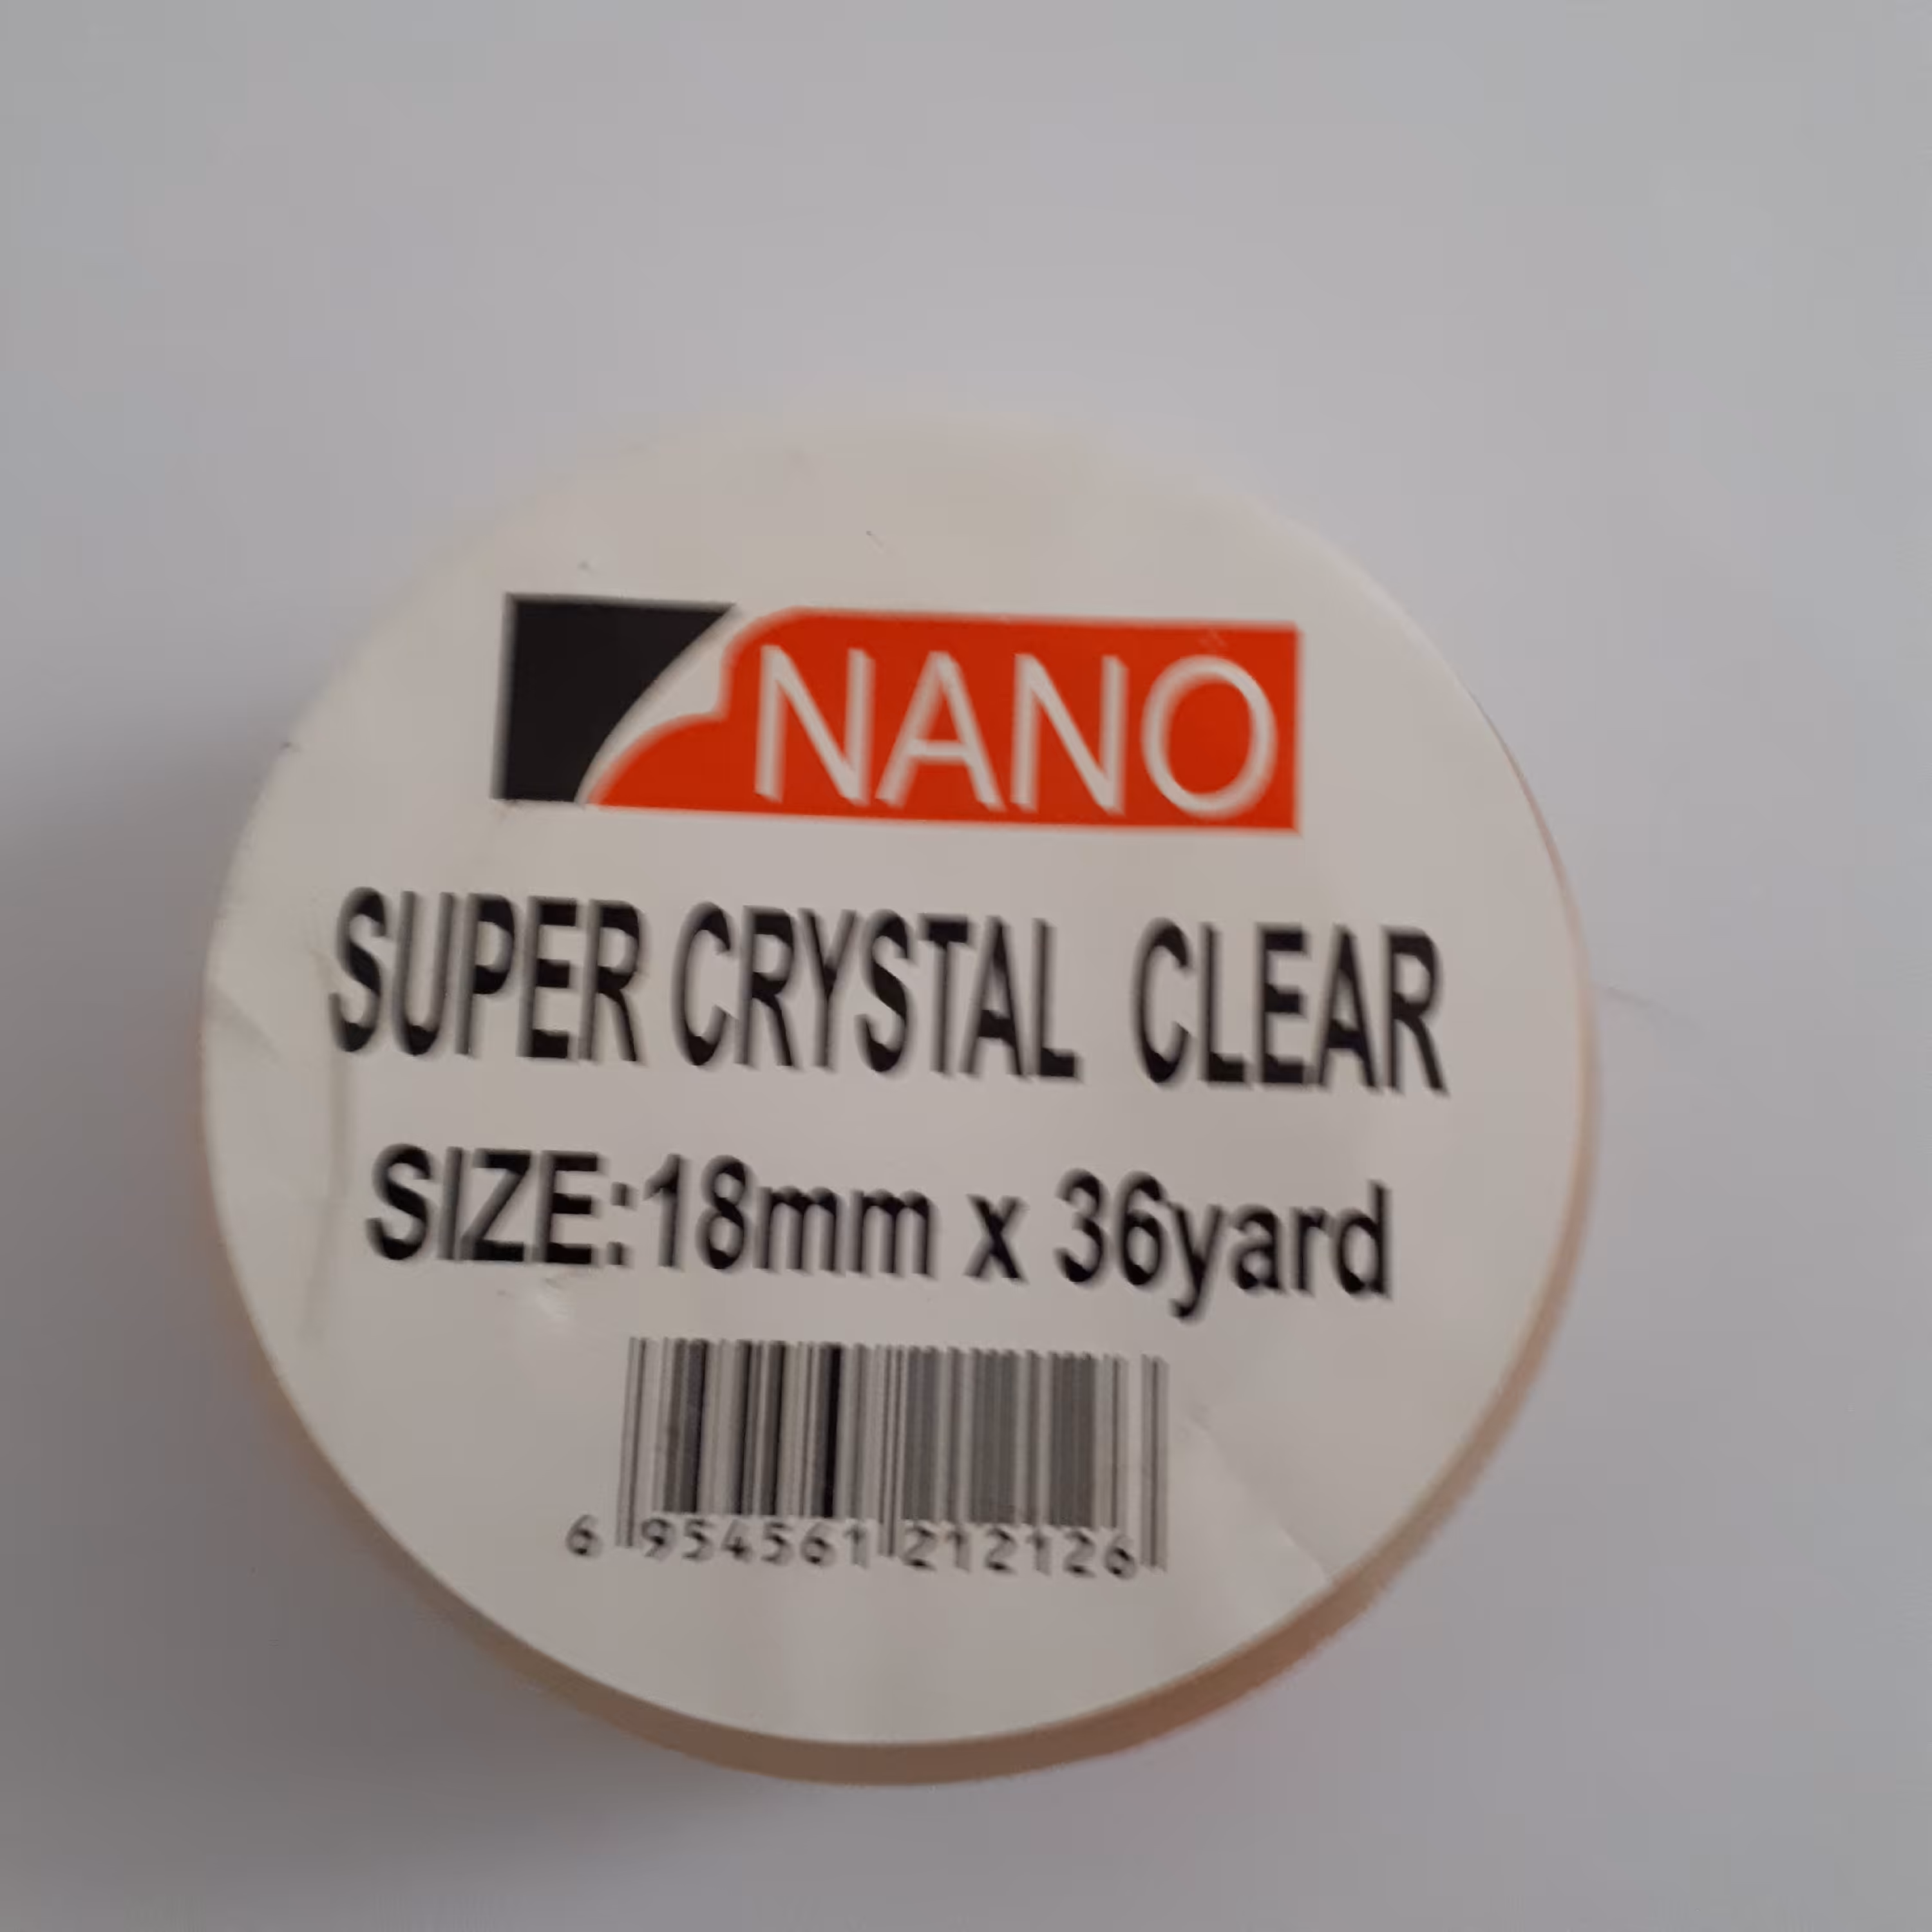 NANO
SUPER CRYSTAL CLEAR
SIZE:18mm x 36yard
6 954561 212126